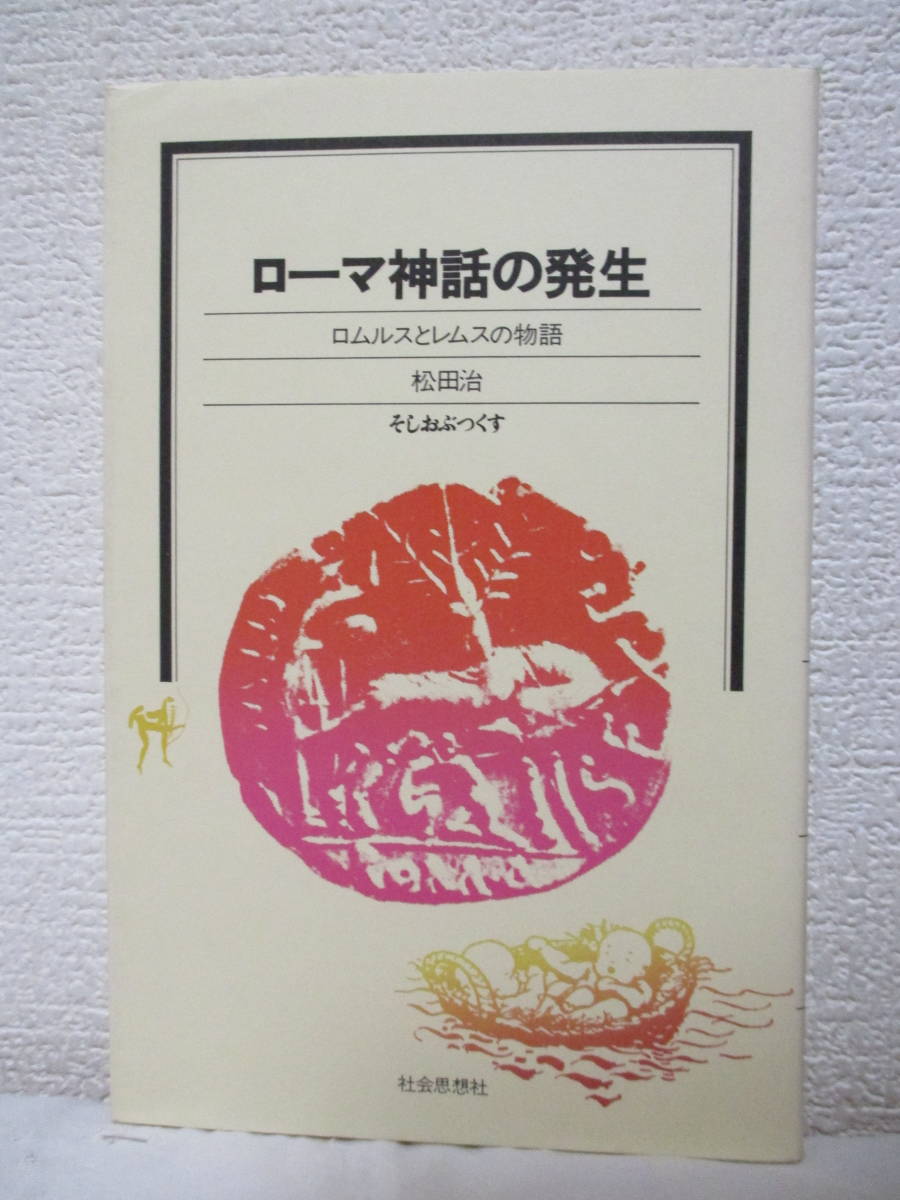 ローマ神話の発生
ロムルスとレムスの物語
松田治
そしおぶっくす
社会思想社